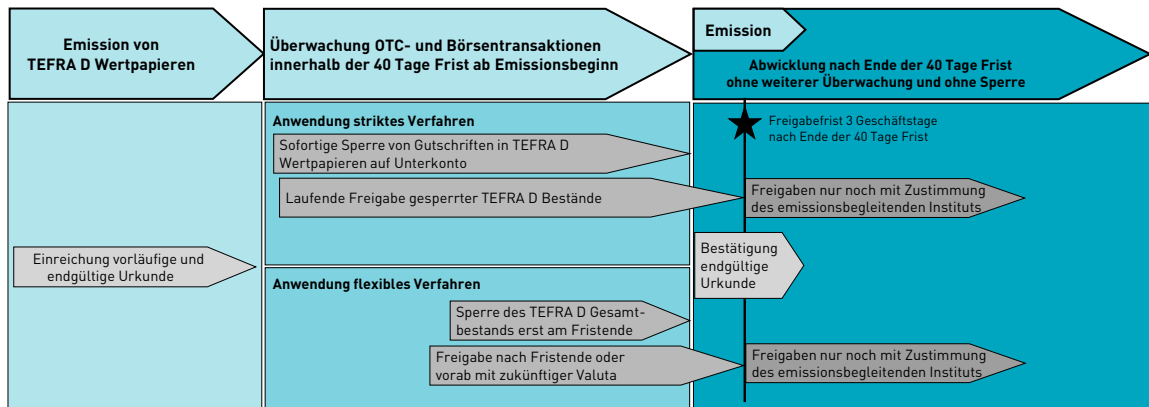 Emission von
TEFRA D Wertpapieren
Überwachung OTC- und Börsentransaktionen
innerhalb der 40 Tage Frist ab Emissionsbeginn
Emission
Abwicklung nach Ende der 40 Tage Frist
ohne weiterer Überwachung und ohne Sperre
Anwendung striktes Verfahren
Freigabefrist 3 Geschäftstage
nach Ende der 40 Tage Frist
Sofortige Sperre von Gutschriften in TEFRA D
Wertpapieren auf Unterkonto
Laufende Freigabe gesperrter TEFRA D Bestände
Freigaben nur noch mit Zustimmung
des emissionsbegleitenden Instituts
Einreichung vorläufige und
endgültige Urkunde
Bestätigung
endgültige
Urkunde
Anwendung flexibles Verfahren
Sperre des TEFRA D Gesamt-
bestands erst am Fristende
Freigabe nach Fristende oder
vorab mit zukünftiger Valuta
Freigaben nur noch mit Zustimmung
des emissionsbegleitenden Instituts